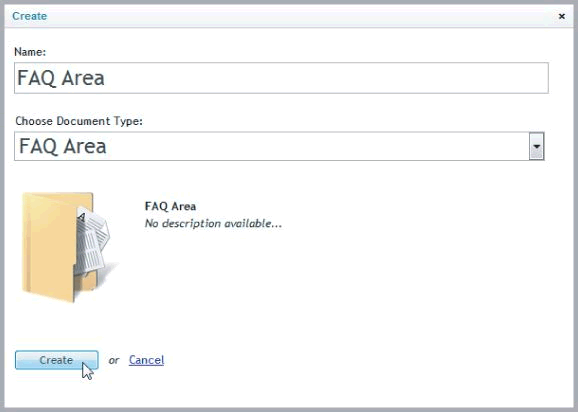 Create
Name:
FAQ Area
Choose Document Type:
FAQ Area
FAQ Area
No description available...
Create or Cancel